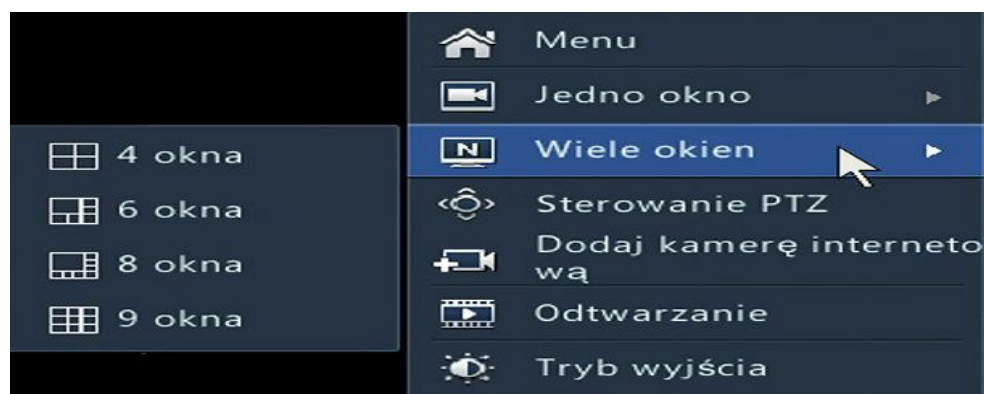 Menu
Jedno okno
Wiele okien
Sterowanie PTZ
Dodaj kamerę interneto
wą
Odtwarzanie
Tryb wyjścia
4 okna
6 okna
8 okna
9 okna